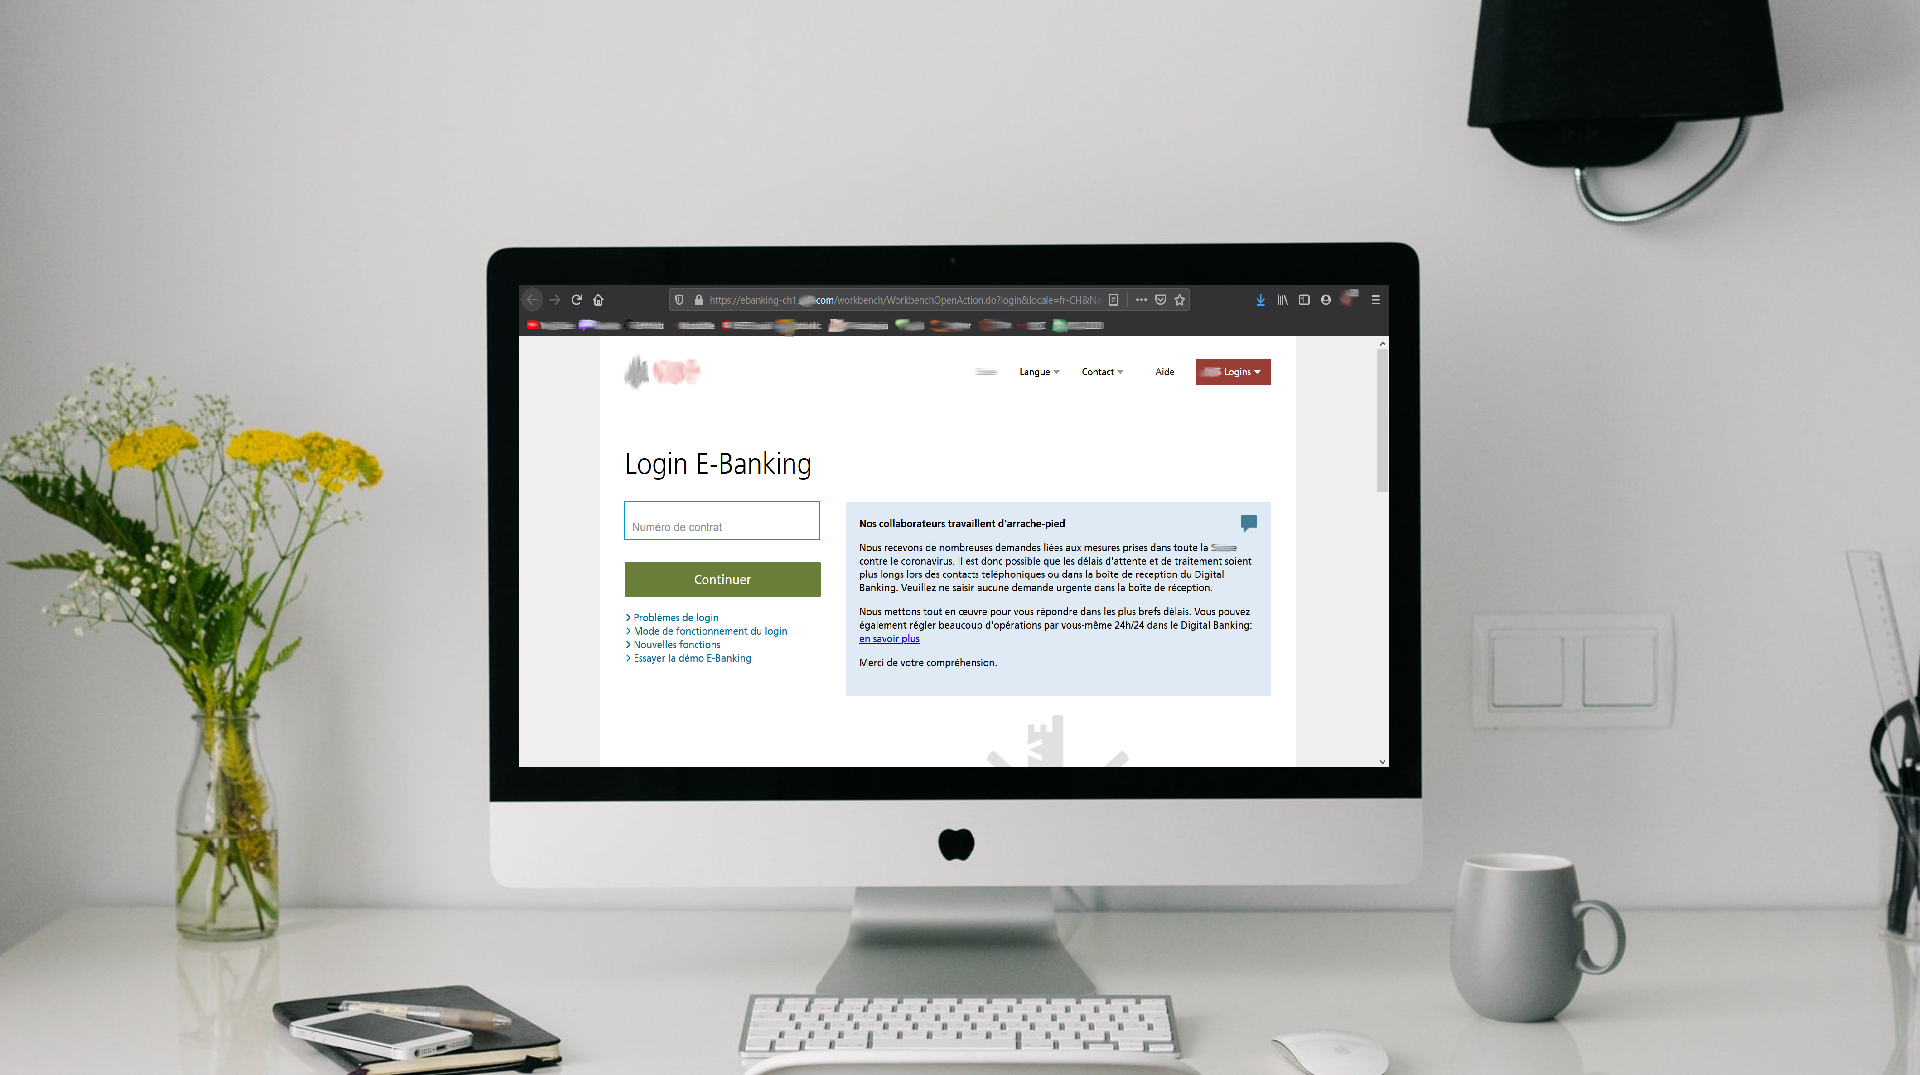 https://ebanking-ch1. com/workbench/WorkbenchOpenAction.do?login&locale=fr-CH&Na
Langue Contact Aide Logins
Login E-Banking
Numéro de contrat
Continuer
Problèmes de login
Mode de fonctionnement du login
Nouvelles fonctions
Essayer la démo E-Banking
Nos collaborateurs travaillent d'arrache-pied
Nous recevons de nombreuses demandes liées aux mesures prises dans toute la
contre le coronavirus. Il est donc possible que les délais d'attente et de traitement soient
plus longs lors des contacts téléphoniques ou dans la boîte de reception du Digital
Banking. Veuillez ne saisir aucune demande urgente dans la boîte de réception.
Nous mettons tout en œuvre pour vous répondre dans les plus brefs délais. Vous pouvez
également régler beaucoup d'opérations par vous-même 24h/24 dans le Digital Banking:
en savoir plus
Merci de votre compréhension.